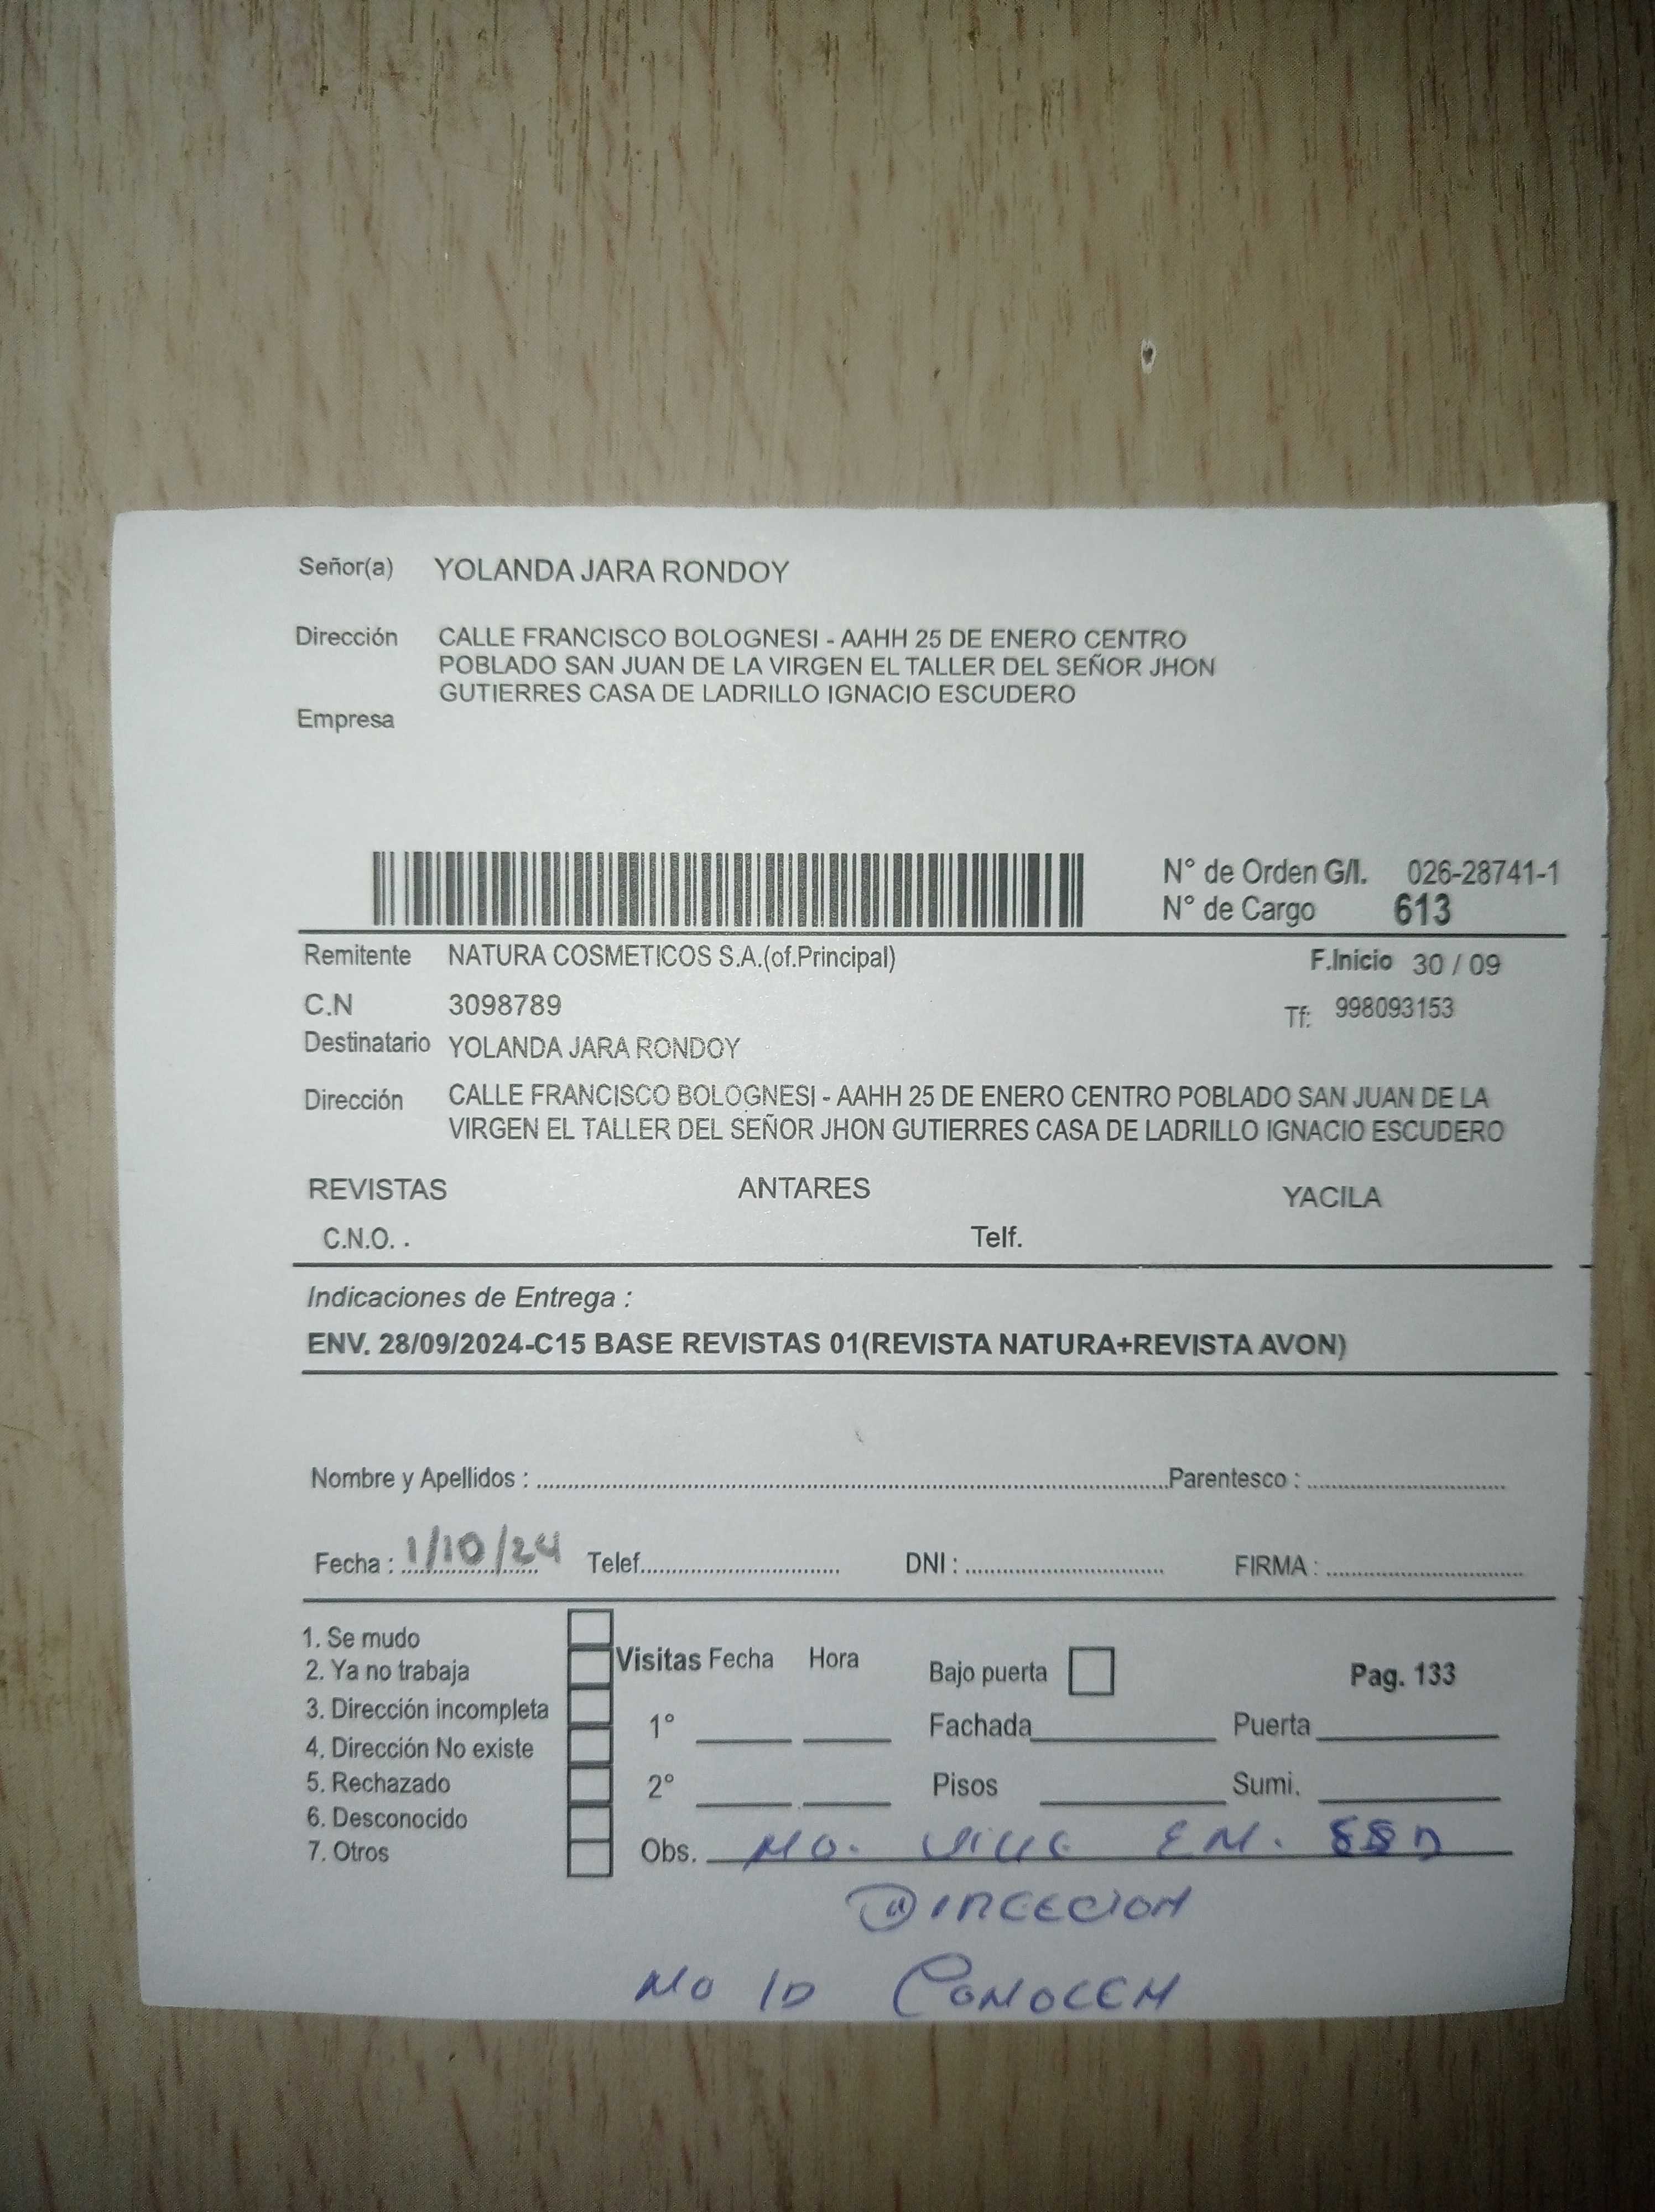 Señor(a) YOLANDA JARA RONDOY
Dirección CALLE FRANCISCO BOLOGNESI - AAHH 25 DE ENERO CENTRO
POBLADO SAN JUAN DE LA VIRGEN EL TALLER DEL SEÑOR JHON
GUTIERRES CASA DE LADRILLO IGNACIO ESCUDERO
Empresa
N° de Orden G/I. 026-28741-1
N° de Cargo 613
Remitente NATURA COSMETICOS S.A.(of.Principal) F.Inicio 30 / 09
C.N 3098789 Tf: 998093153
Destinatario YOLANDA JARA RONDOY
Dirección CALLE FRANCISCO BOLOGNESI - AAHH 25 DE ENERO CENTRO POBLADO SAN JUAN DE LA
VIRGEN EL TALLER DEL SEÑOR JHON GUTIERRES CASA DE LADRILLO IGNACIO ESCUDERO
REVISTAS ANTARES YACILA
C.N.O. . Telf.
Indicaciones de Entrega :
ENV. 28/09/2024-C15 BASE REVISTAS 01(REVISTA NATURA+REVISTA AVON)
Nombre y Apellidos : Parentesco :
Fecha : 1/10/24 Telef. DNI : FIRMA :
1. Se mudo
2. Ya no trabaja
3. Dirección incompleta
4. Dirección No existe
5. Rechazado
6. Desconocido
7. Otros
Visitas Fecha Hora Bajo puerta Pag. 133
1° Fachada Puerta
2° Pisos Sumi.
Obs. NO. VIVE EN.
DIRECCION
NO LO CONOCEN